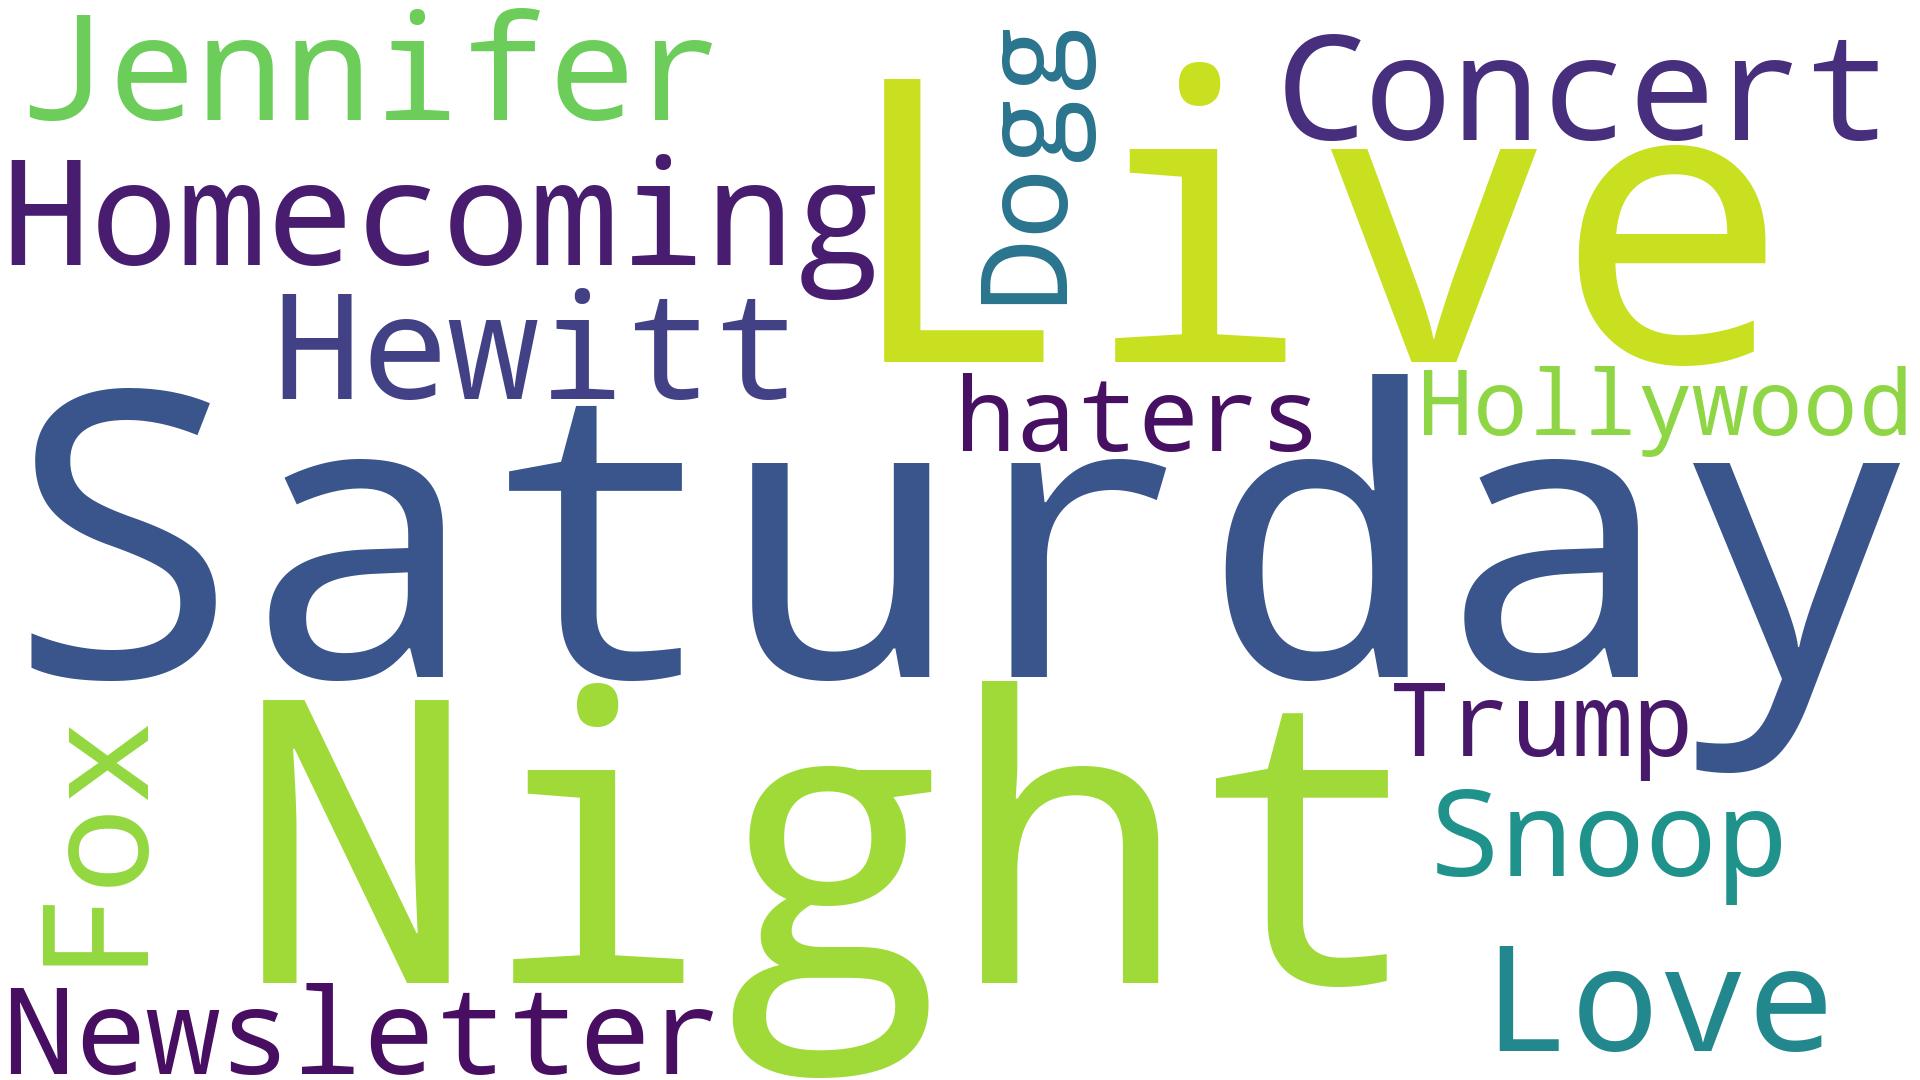 Jennifer
Dogg
Concert
Live
Homecoming
Hewitt
haters
Hollywood
Saturday
Trump
Fox
Night
Snoop
Love
Newsletter